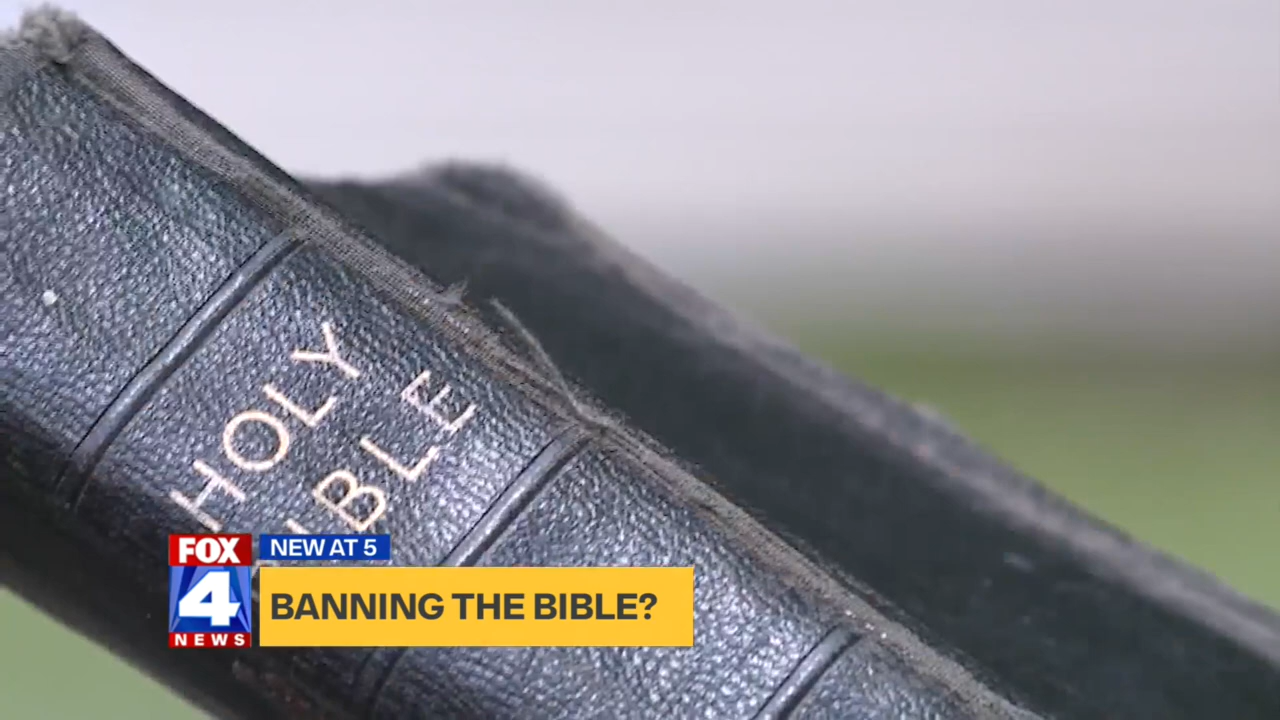 HOLY
BIBLE
FOX
4
NEWS
NEW AT 5
BANNING THE BIBLE?